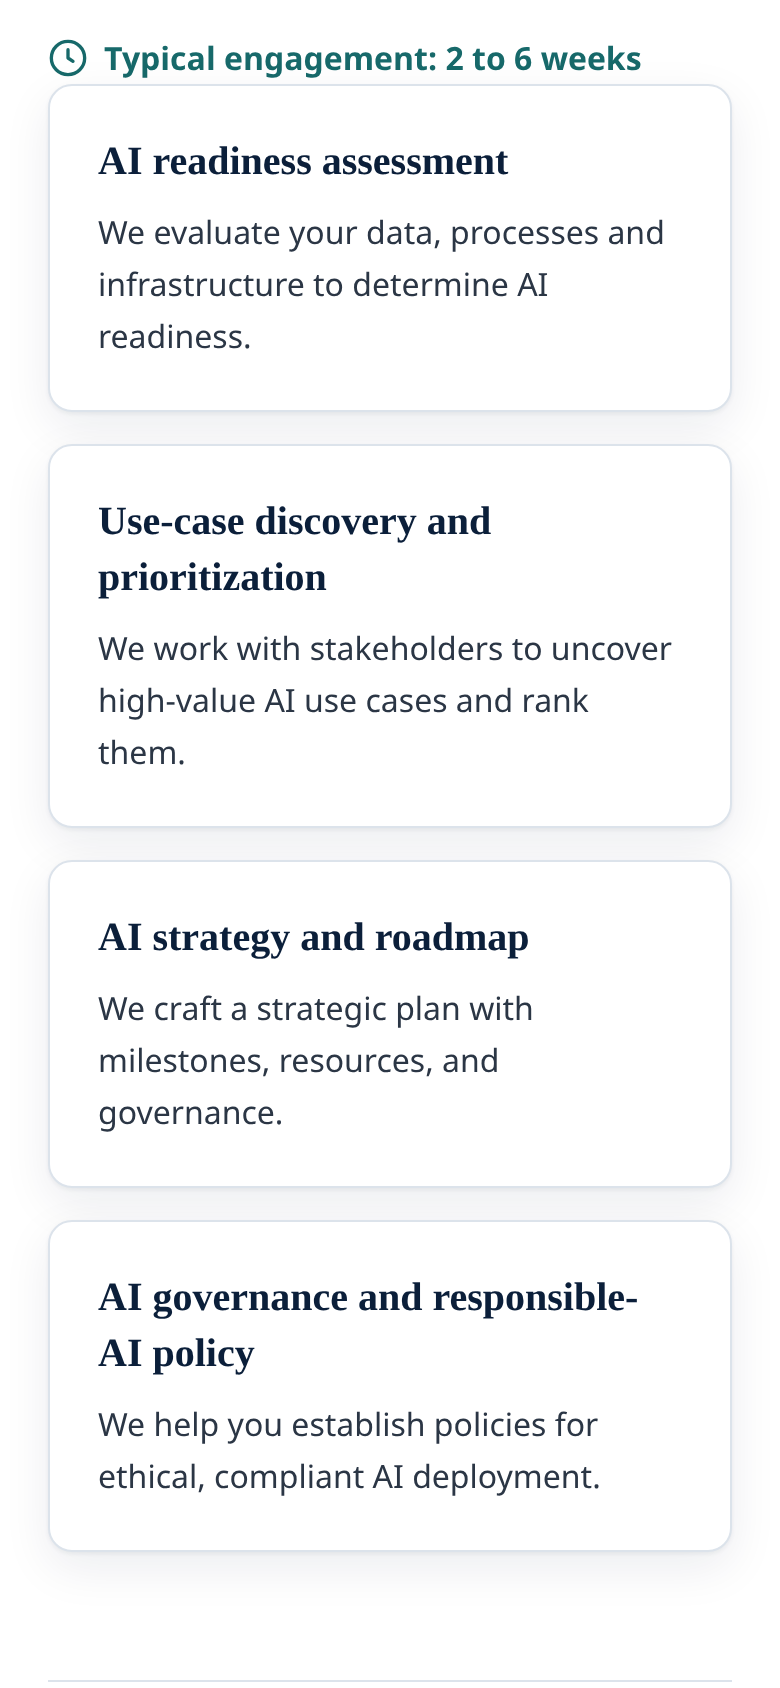 Typical engagement: 2 to 6 weeks
AI readiness assessment
We evaluate your data, processes and
infrastructure to determine AI
readiness.
Use-case discovery and
prioritization
We work with stakeholders to uncover
high-value AI use cases and rank
them.
AI strategy and roadmap
We craft a strategic plan with
milestones, resources, and
governance.
AI governance and responsible-
AI policy
We help you establish policies for
ethical, compliant AI deployment.